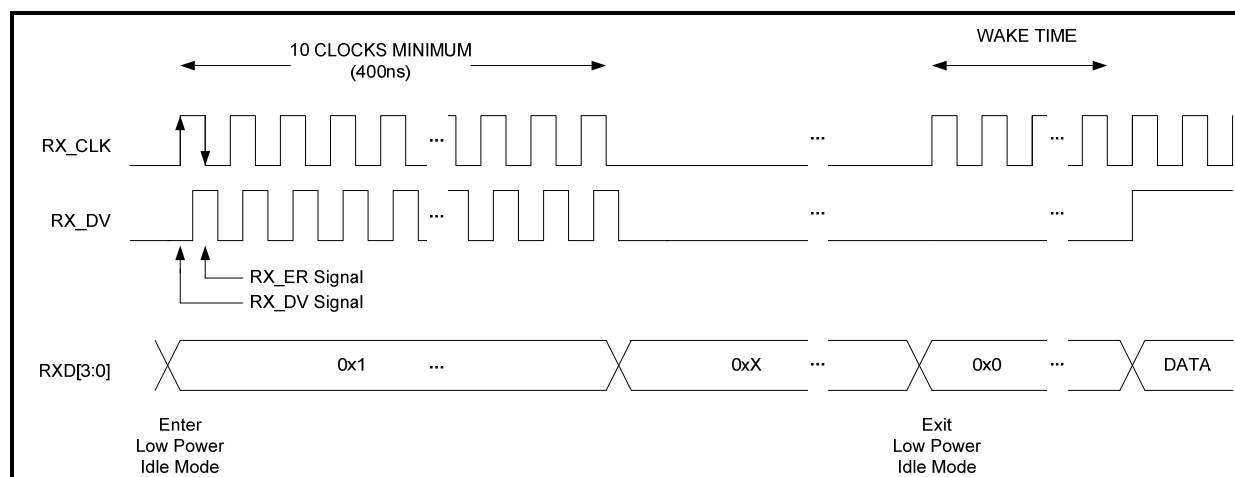 10 CLOCKS MINIMUM
(400ns)
WAKE TIME
RX_CLK
...
...
...
RX_DV
...
...
...
RX_ER Signal
RX_DV Signal
RXD[3:0]
0x1
...
0xX
...
0x0
...
DATA
Enter
Low Power
Idle Mode
Exit
Low Power
Idle Mode